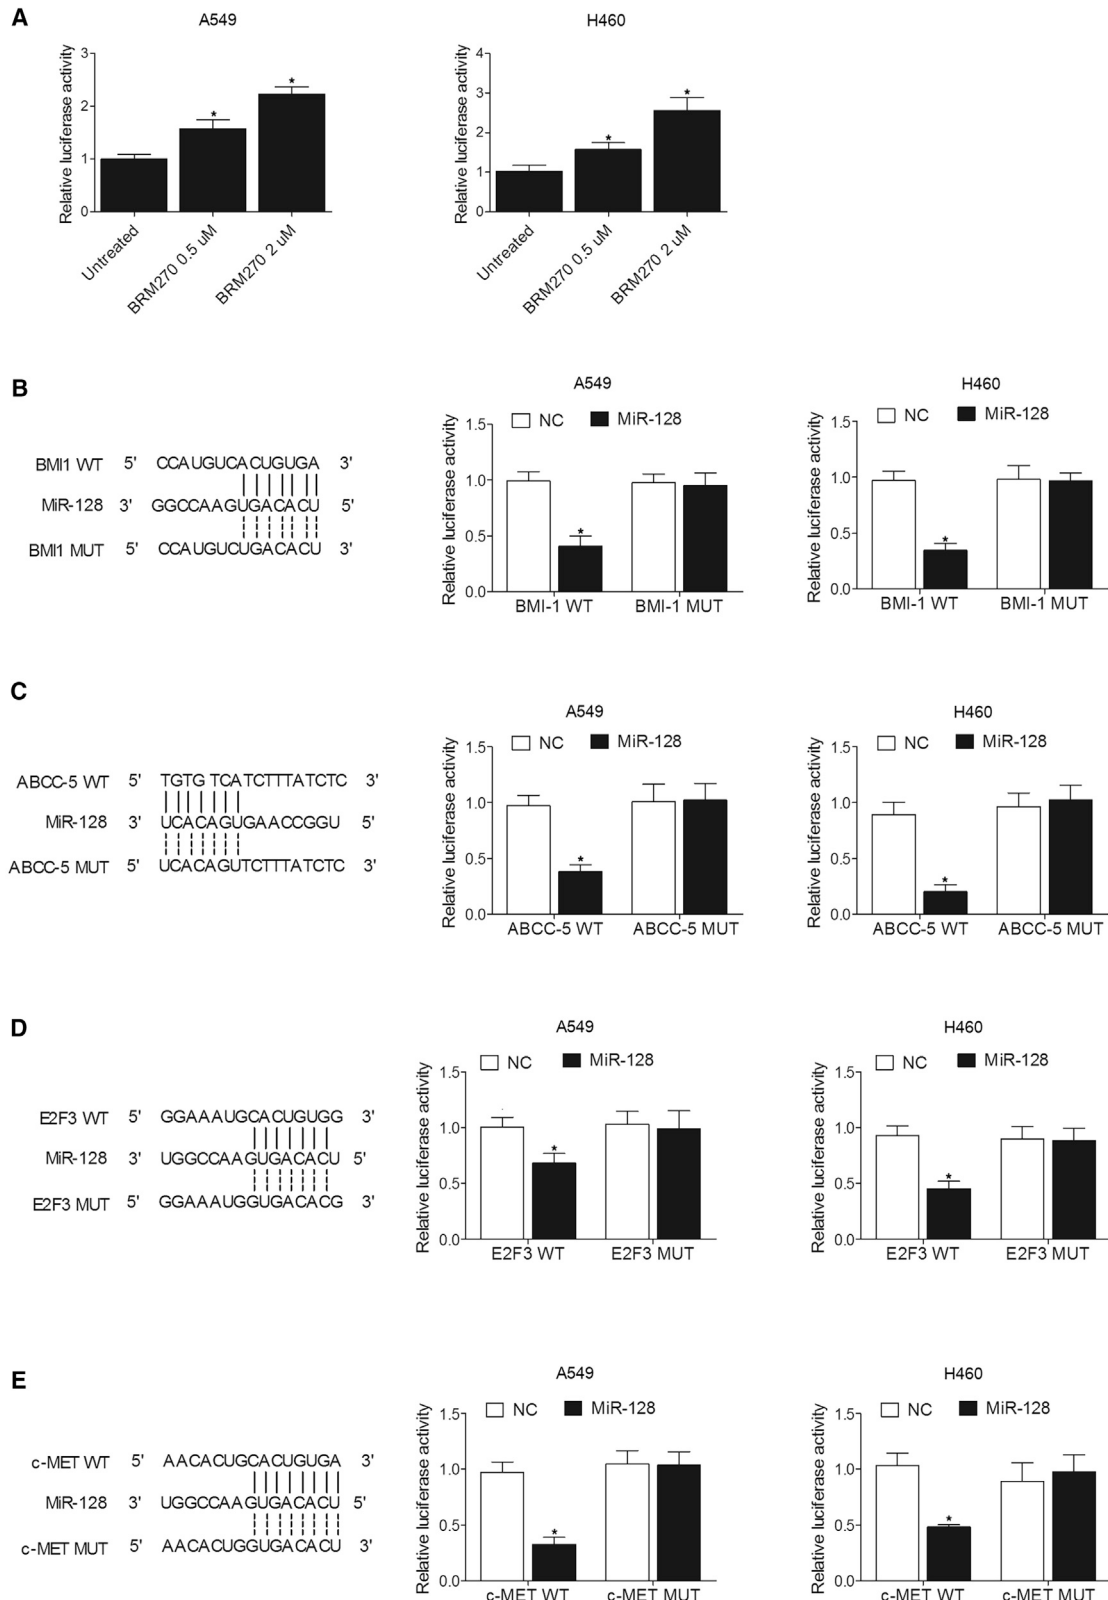 A
A549
H460
Relative luciferase activity
3
2
1
0
Untreated
BRM270 0.5 uM
BRM270 2 uM
Relative luciferase activity
4
3
2
1
0
Untreated
BRM270 0.5 uM
BRM270 2 uM
* * * *
B
BMI1 WT 5' CCAUGUCACUGUGA 3'
MiR-128 3' GGCCAAGUGACACU 5'
BMI1 MUT 5' CCAUGUCUGACACU 3'
A549
NC MiR-128
Relative luciferase activity
1.5
1.0
0.5
0.0
*
BMI-1 WT BMI-1 MUT
H460
NC MiR-128
Relative luciferase activity
1.5
1.0
0.5
0.0
*
BMI-1 WT BMI-1 MUT
C
ABCC-5 WT 5' TGTG TCATCTTTATCTC 3'
MiR-128 3' UCACAGUGAACCGGU 5'
ABCC-5 MUT 5' UCACAGUTCTTTATCTC 3'
A549
NC MiR-128
Relative luciferase activity
1.5
1.0
0.5
0.0
*
ABCC-5 WT ABCC-5 MUT
H460
NC MiR-128
Relative luciferase activity
1.5
1.0
0.5
0.0
*
ABCC-5 WT ABCC-5 MUT
D
E2F3 WT 5' GGAAAUGCACUGUGG 3'
MiR-128 3' UGGCCAAGUGACACU 5'
E2F3 MUT 5' GGAAAUGGUGACACG 3'
A549
NC MiR-128
Relative luciferase activity
1.5
1.0
0.5
0.0
*
E2F3 WT E2F3 MUT
H460
NC MiR-128
Relative luciferase activity
1.5
1.0
0.5
0.0
*
E2F3 WT E2F3 MUT
E
c-MET WT 5' AACACUGCACUGUGA 3'
MiR-128 3' UGGCCAAGUGACACU 5'
c-MET MUT 5' AACACUGGUGACACU 3'
A549
NC MiR-128
Relative luciferase activity
1.5
1.0
0.5
0.0
*
c-MET WT c-MET MUT
H460
NC MiR-128
Relative luciferase activity
1.5
1.0
0.5
0.0
*
c-MET WT c-MET MUT